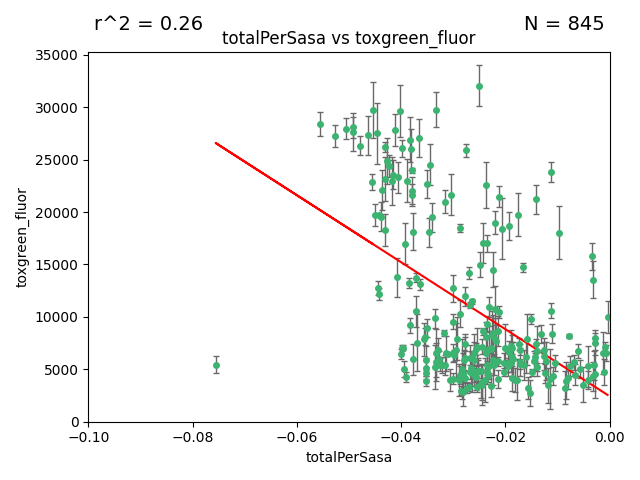 r^2 = 0.26
N = 845
totalPerSasa vs toxgreen_fluor
35000
30000
25000
20000
15000
10000
5000
0
toxgreen_fluor
−0.10
−0.08
−0.06
−0.04
−0.02
0.00
totalPerSasa